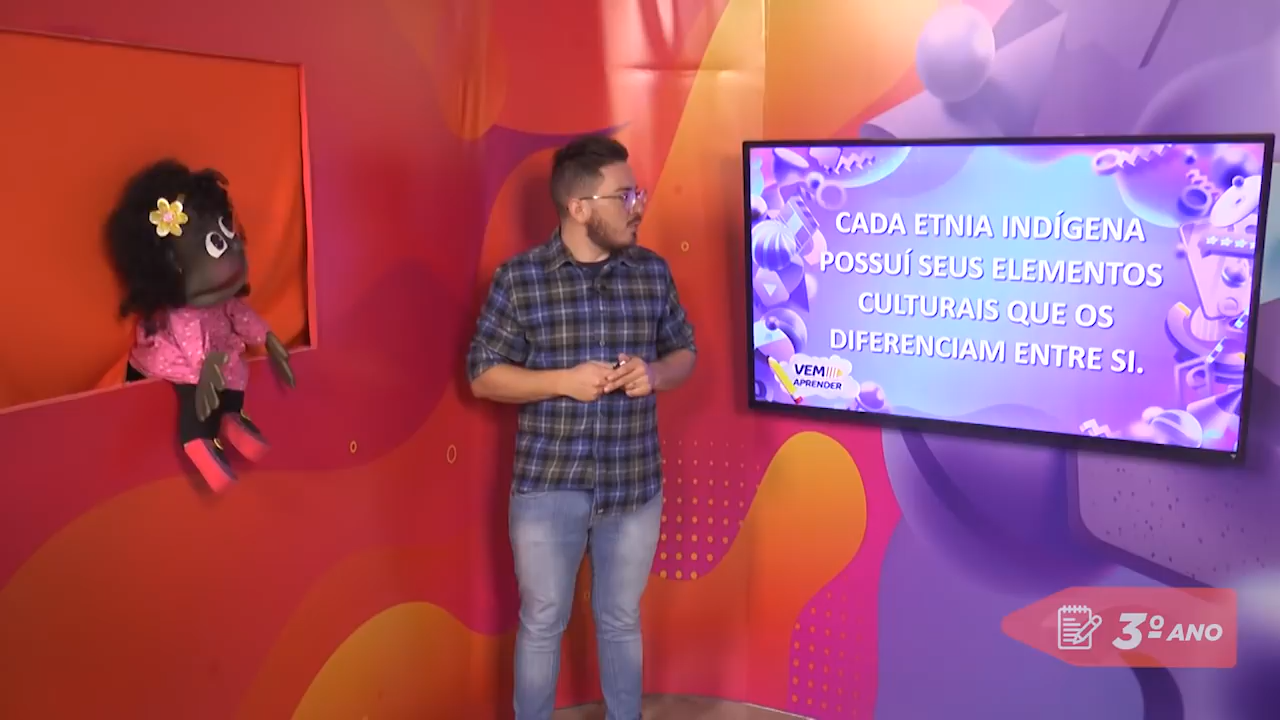 CADA ETNIA INDÍGENA
POSSUÍ SEUS ELEMENTOS
CULTURAIS QUE OS
DIFERENCIAM ENTRE SI.
VEM
APRENDER
3º ANO